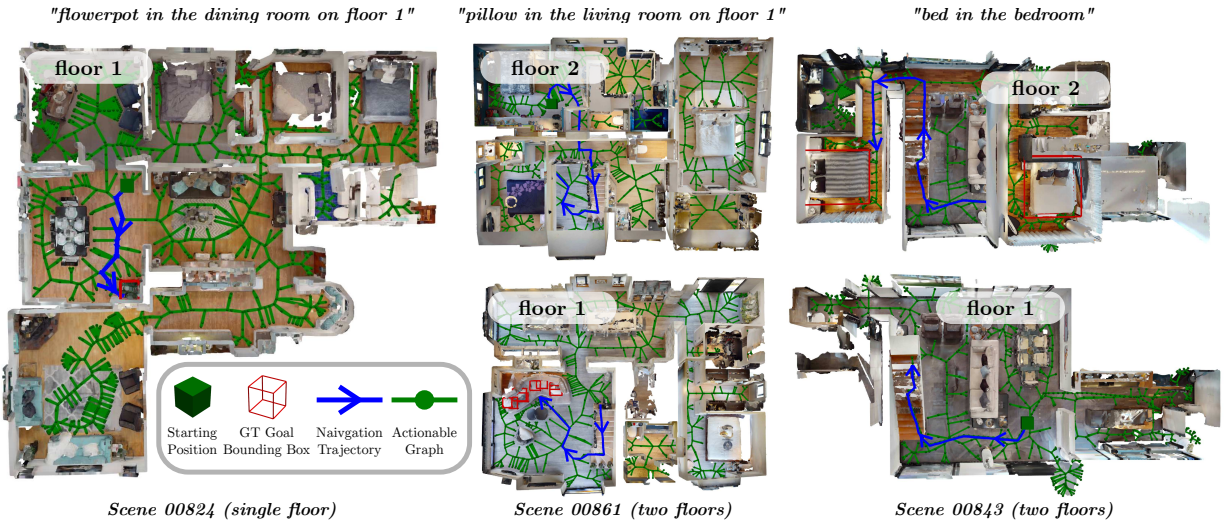 "flowerpot in the dining room on floor 1"
"pillow in the living room on floor 1"
"bed in the bedroom"
floor 1
floor 2
floor 2
floor 1
floor 1
Starting Position
GT Goal Bounding Box
Naivgation Trajectory
Actionable Graph
Scene 00824 (single floor)
Scene 00861 (two floors)
Scene 00843 (two floors)